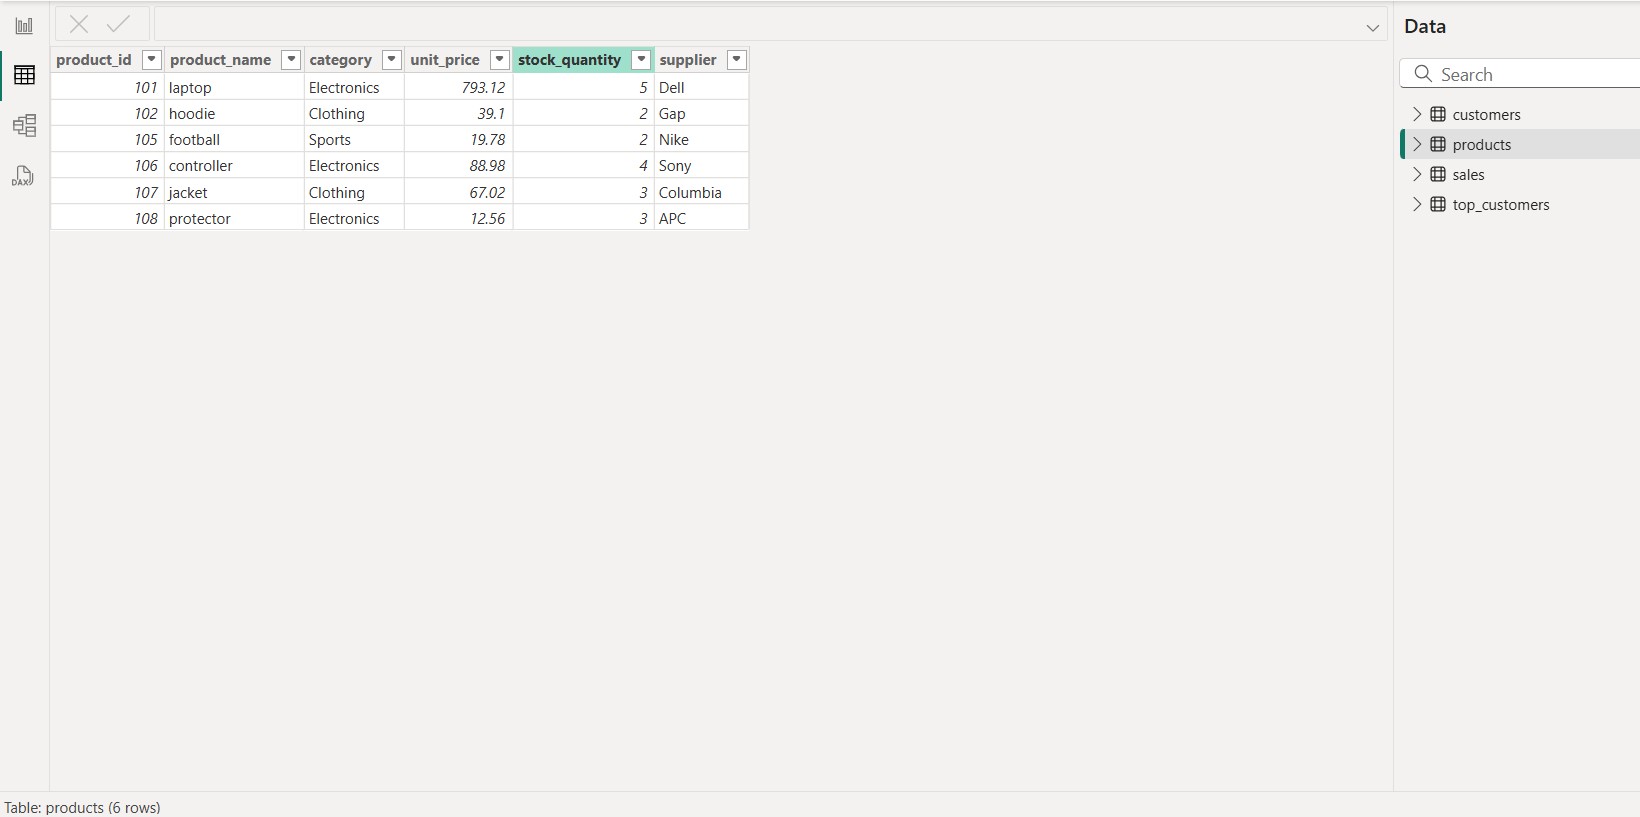 Data
product_id product_name category unit_price stock_quantity supplier
101 laptop Electronics 793.12 5 Dell
102 hoodie Clothing 39.1 2 Gap
105 football Sports 19.78 2 Nike
106 controller Electronics 88.98 4 Sony
107 jacket Clothing 67.02 3 Columbia
108 protector Electronics 12.56 3 APC
Search
customers
products
sales
top_customers
DAX
Table: products (6 rows)